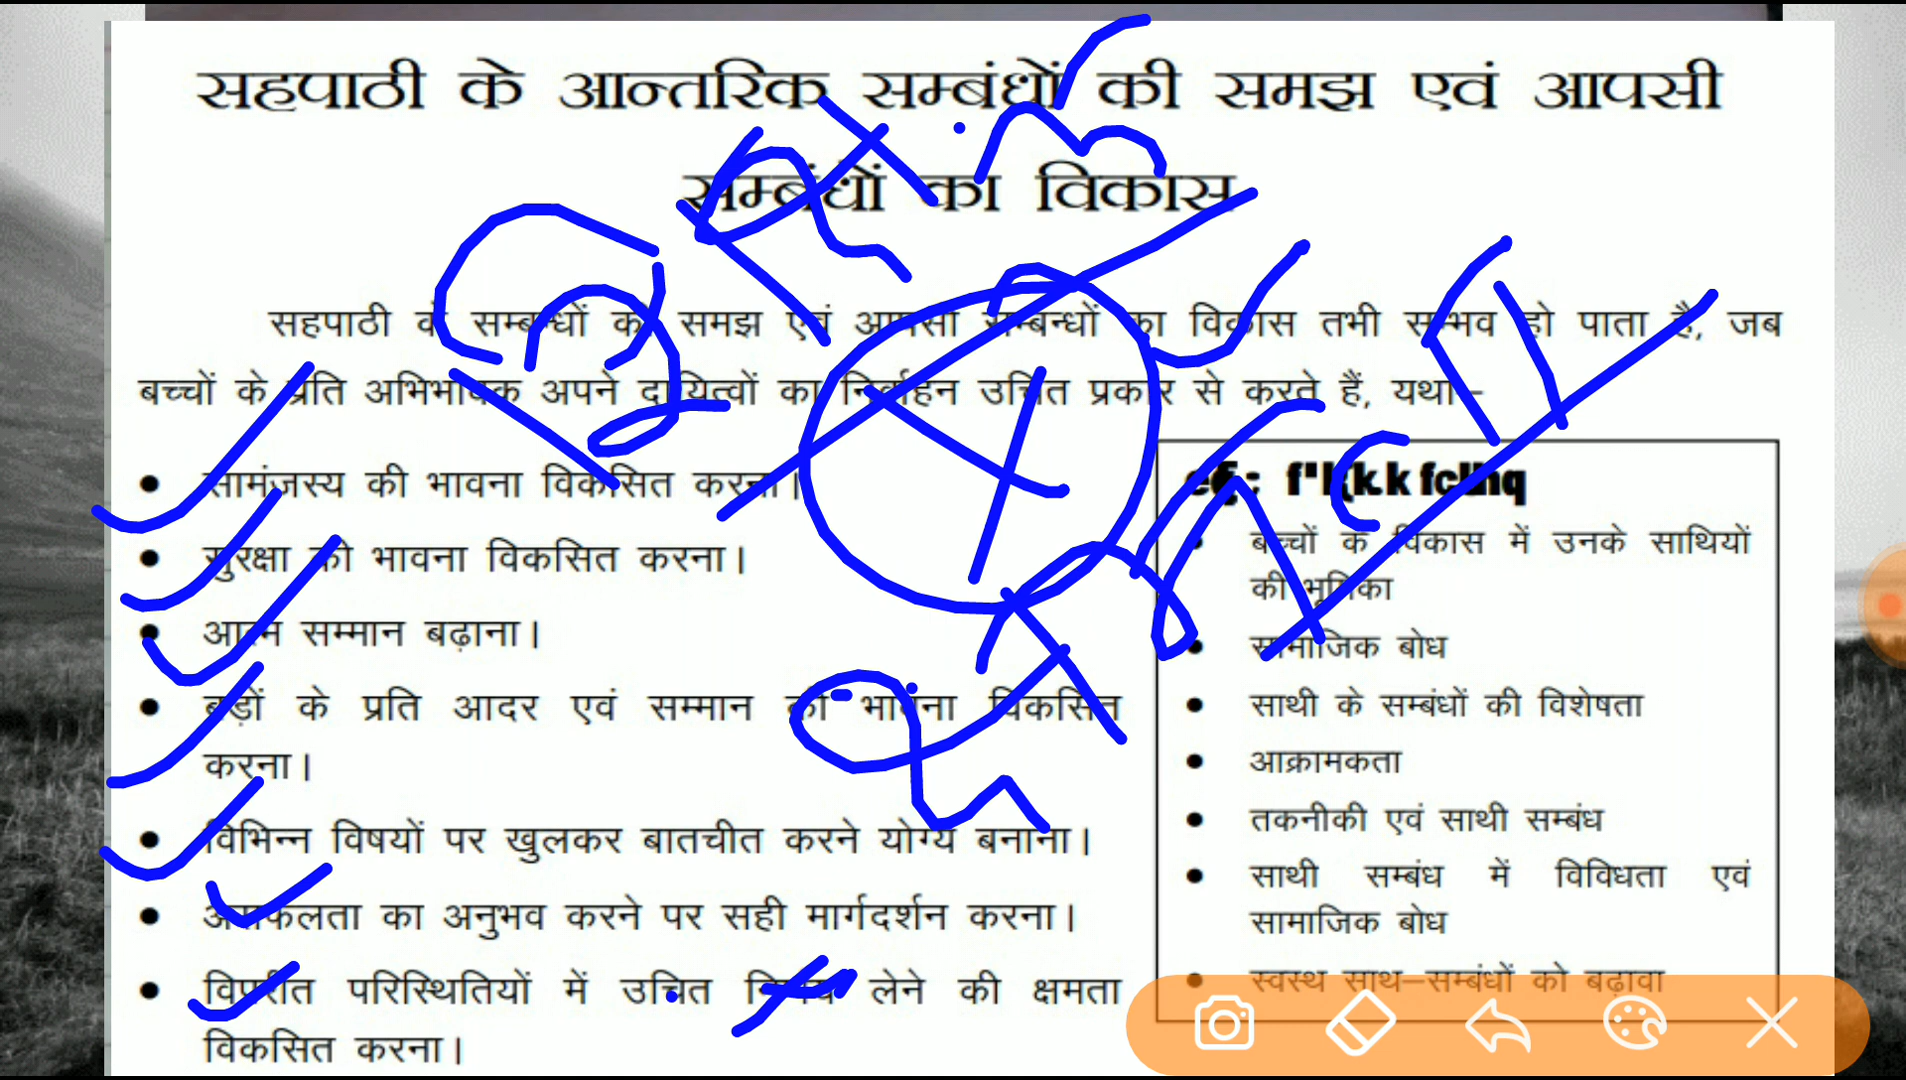 सहपाठी के आन्तरिक सम्बंधों की समझ एवं आपसी
सम्बंधों का विकास
सहपाठी के सम्बन्धों की समझ एवं आपसी सम्बन्धों का विकास तभी सम्भव हो पाता है, जब
बच्चों के प्रति अभिभावक अपने दायित्वों का निर्वाहन उचित प्रकार से करते हैं, यथा–
• सामंजस्य की भावना विकसित करना।
• सुरक्षा की भावना विकसित करना।
• आत्म सम्मान बढ़ाना।
• बड़ों के प्रति आदर एवं सम्मान की भावना विकसित
करना।
• विभिन्न विषयों पर खुलकर बातचीत करने योग्य बनाना।
• असफलता का अनुभव करने पर सही मार्गदर्शन करना।
• विपरीत परिस्थितियों में उचित निर्णय लेने की क्षमता
विकसित करना।
• बच्चों के विकास में उनके साथियों
की भूमिका
• सामाजिक बोध
• साथी के सम्बंधों की विशेषता
• आक्रामकता
• तकनीकी एवं साथी सम्बंध
• साथी सम्बंध में विविधता एवं
सामाजिक बोध
• स्वस्थ साथ–सम्बंधों को बढ़ावा